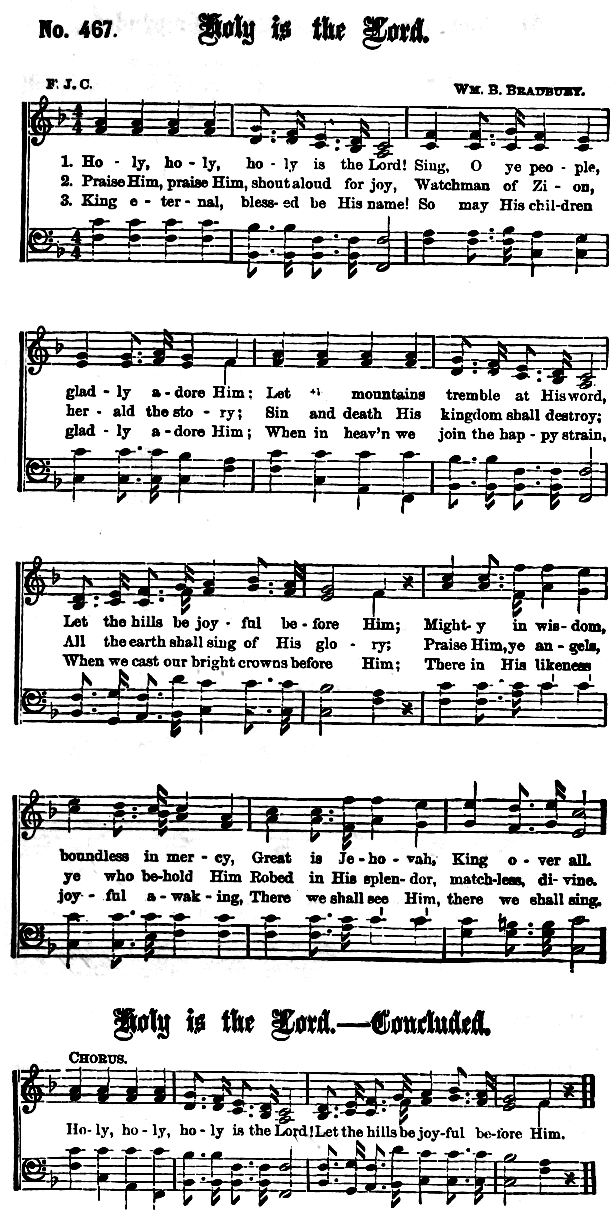 No. 467. Holy is the Lord.
F. J. C. WM. B. BRADBURY.
1. Ho - ly, ho - ly, ho - ly is the Lord! Sing, O ye peo - ple,
2. Praise Him, praise Him, shout aloud for joy, Watchman of Zi - on,
3. King e - ter - nal, bless - ed be His name! So may His chil - dren
glad - ly a - dore Him; Let mountains tremble at His word,
her - ald the sto - ry; Sin and death His kingdom shall destroy;
glad - ly a - dore Him; When in heav'n we join the hap - py strain,
Let the hills be joy - ful be - fore Him; Might - y in wis - dom,
All the earth shall sing of His glo - ry; Praise Him, ye an - gels,
When we cast our bright crowns before Him; There in His likeness
boundless in mer - cy, Great is Je - ho - vah, King o - ver all.
ye who be-hold Him Robed in His splen - dor, match-less, di - vine.
joy - ful a - wak - ing, There we shall see Him, there we shall sing.
Holy is the Lord.—Concluded.
CHORUS.
Ho-ly, ho - ly, ho - ly is the Lord! Let the hills be joy-ful be-fore Him.